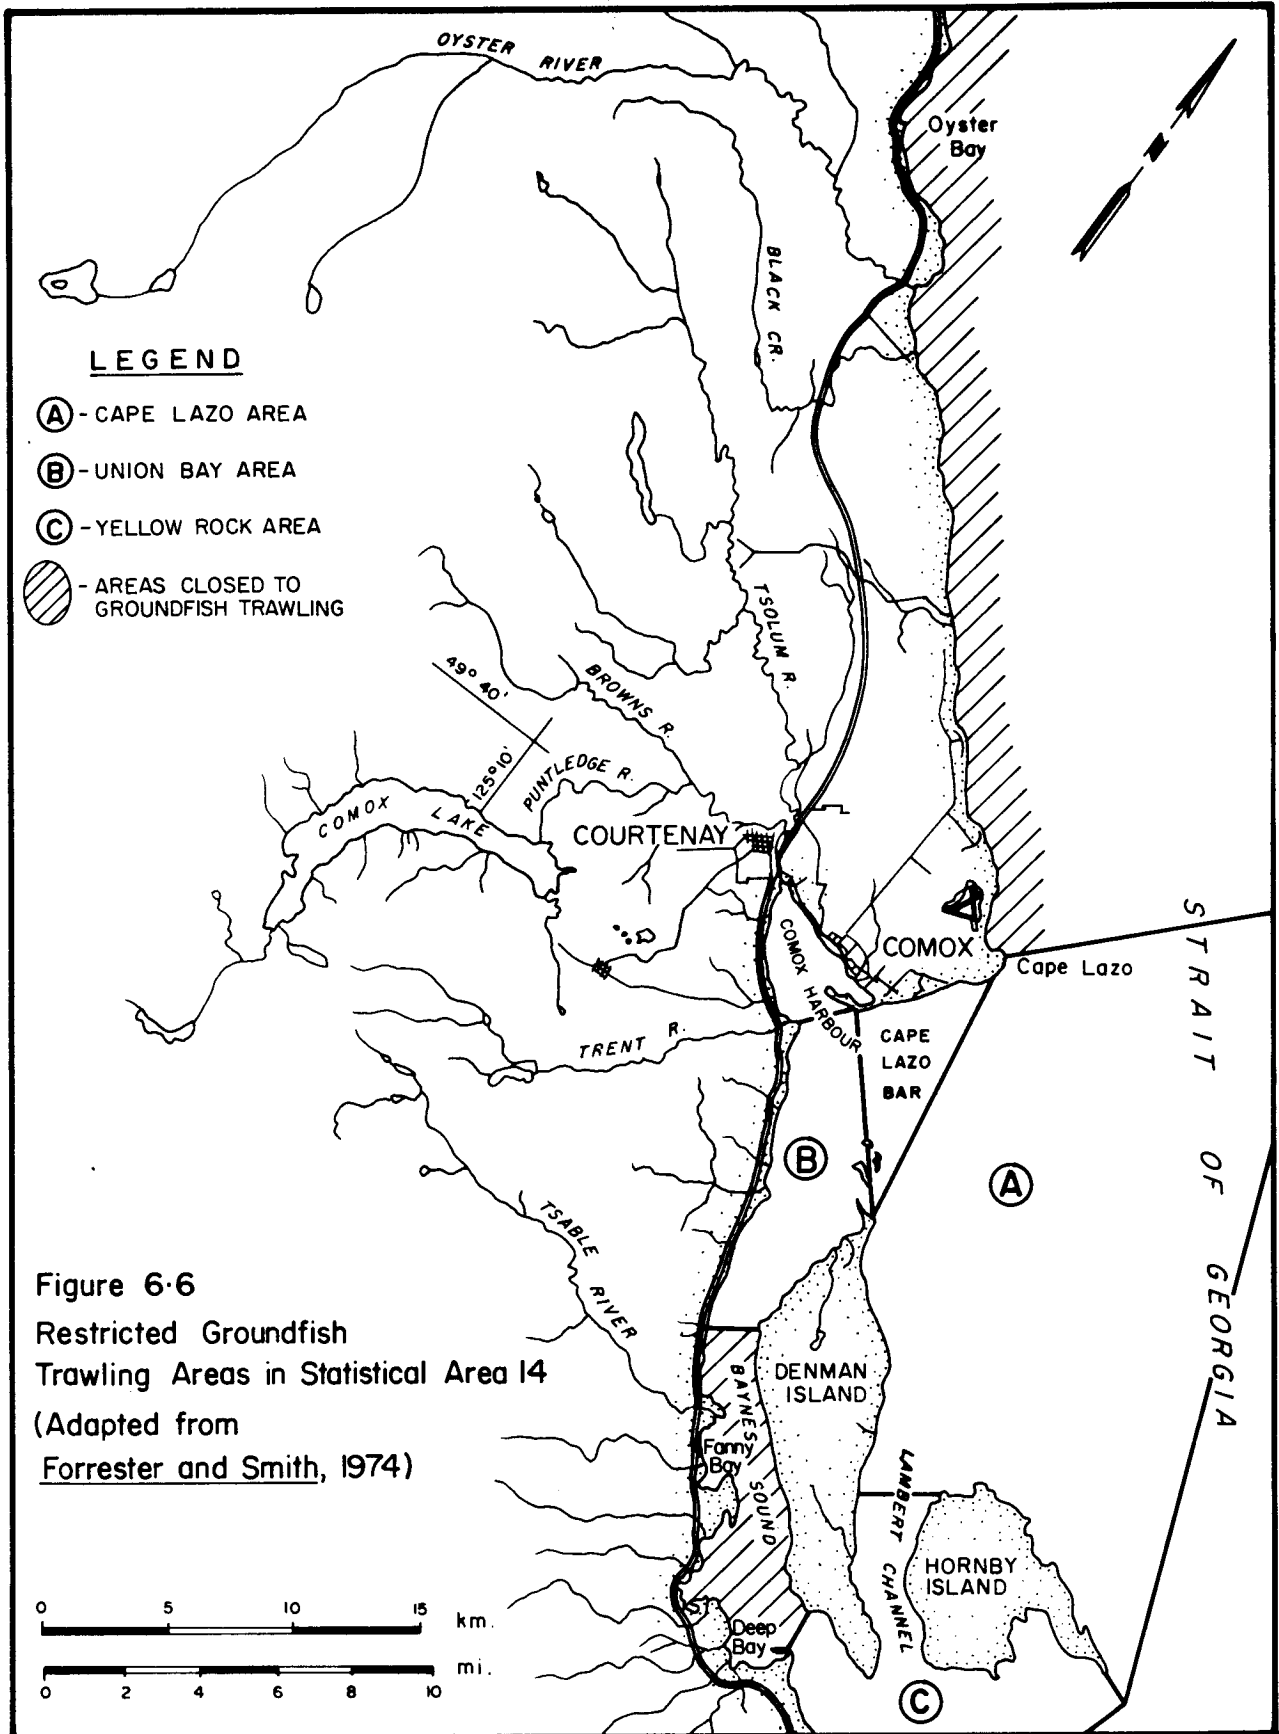 OYSTER RIVER
Oyster
Bay
BLACK CR.
LEGEND
A - CAPE LAZO AREA
B - UNION BAY AREA
C - YELLOW ROCK AREA
- AREAS CLOSED TO
GROUNDFISH TRAWLING
TSOLUM R.
BROWNS R.
49° 40'
125° 10'
PUNTLEDGE R.
COMOX LAKE
COURTENAY
COMOX
COMOX HARBOUR
Cape Lazo
STRAIT OF GEORGIA
TRENT R.
CAPE
LAZO
BAR
B
A
TSABLE RIVER
Figure 6·6
Restricted Groundfish
Trawling Areas in Statistical Area 14
(Adapted from
Forrester and Smith, 1974)
DENMAN
ISLAND
BAYNES SOUND
Fanny
Bay
LAMBERT CHANNEL
HORNBY
ISLAND
Deep
Bay
C
0 5 10 15
km.
mi.
0 2 4 6 8 10